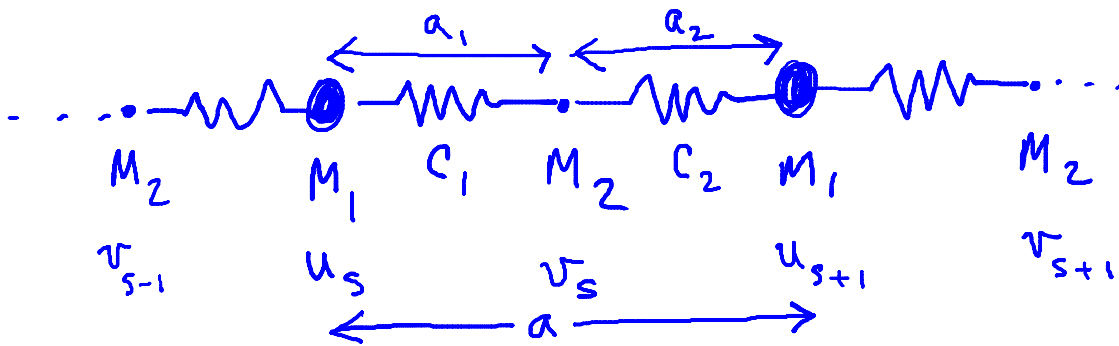 a₁ a₂
M₂ M₁ C₁ M₂ C₂ M₁ M₂
v_{s-1} u_s v_s u_{s+1} v_{s+1}
a